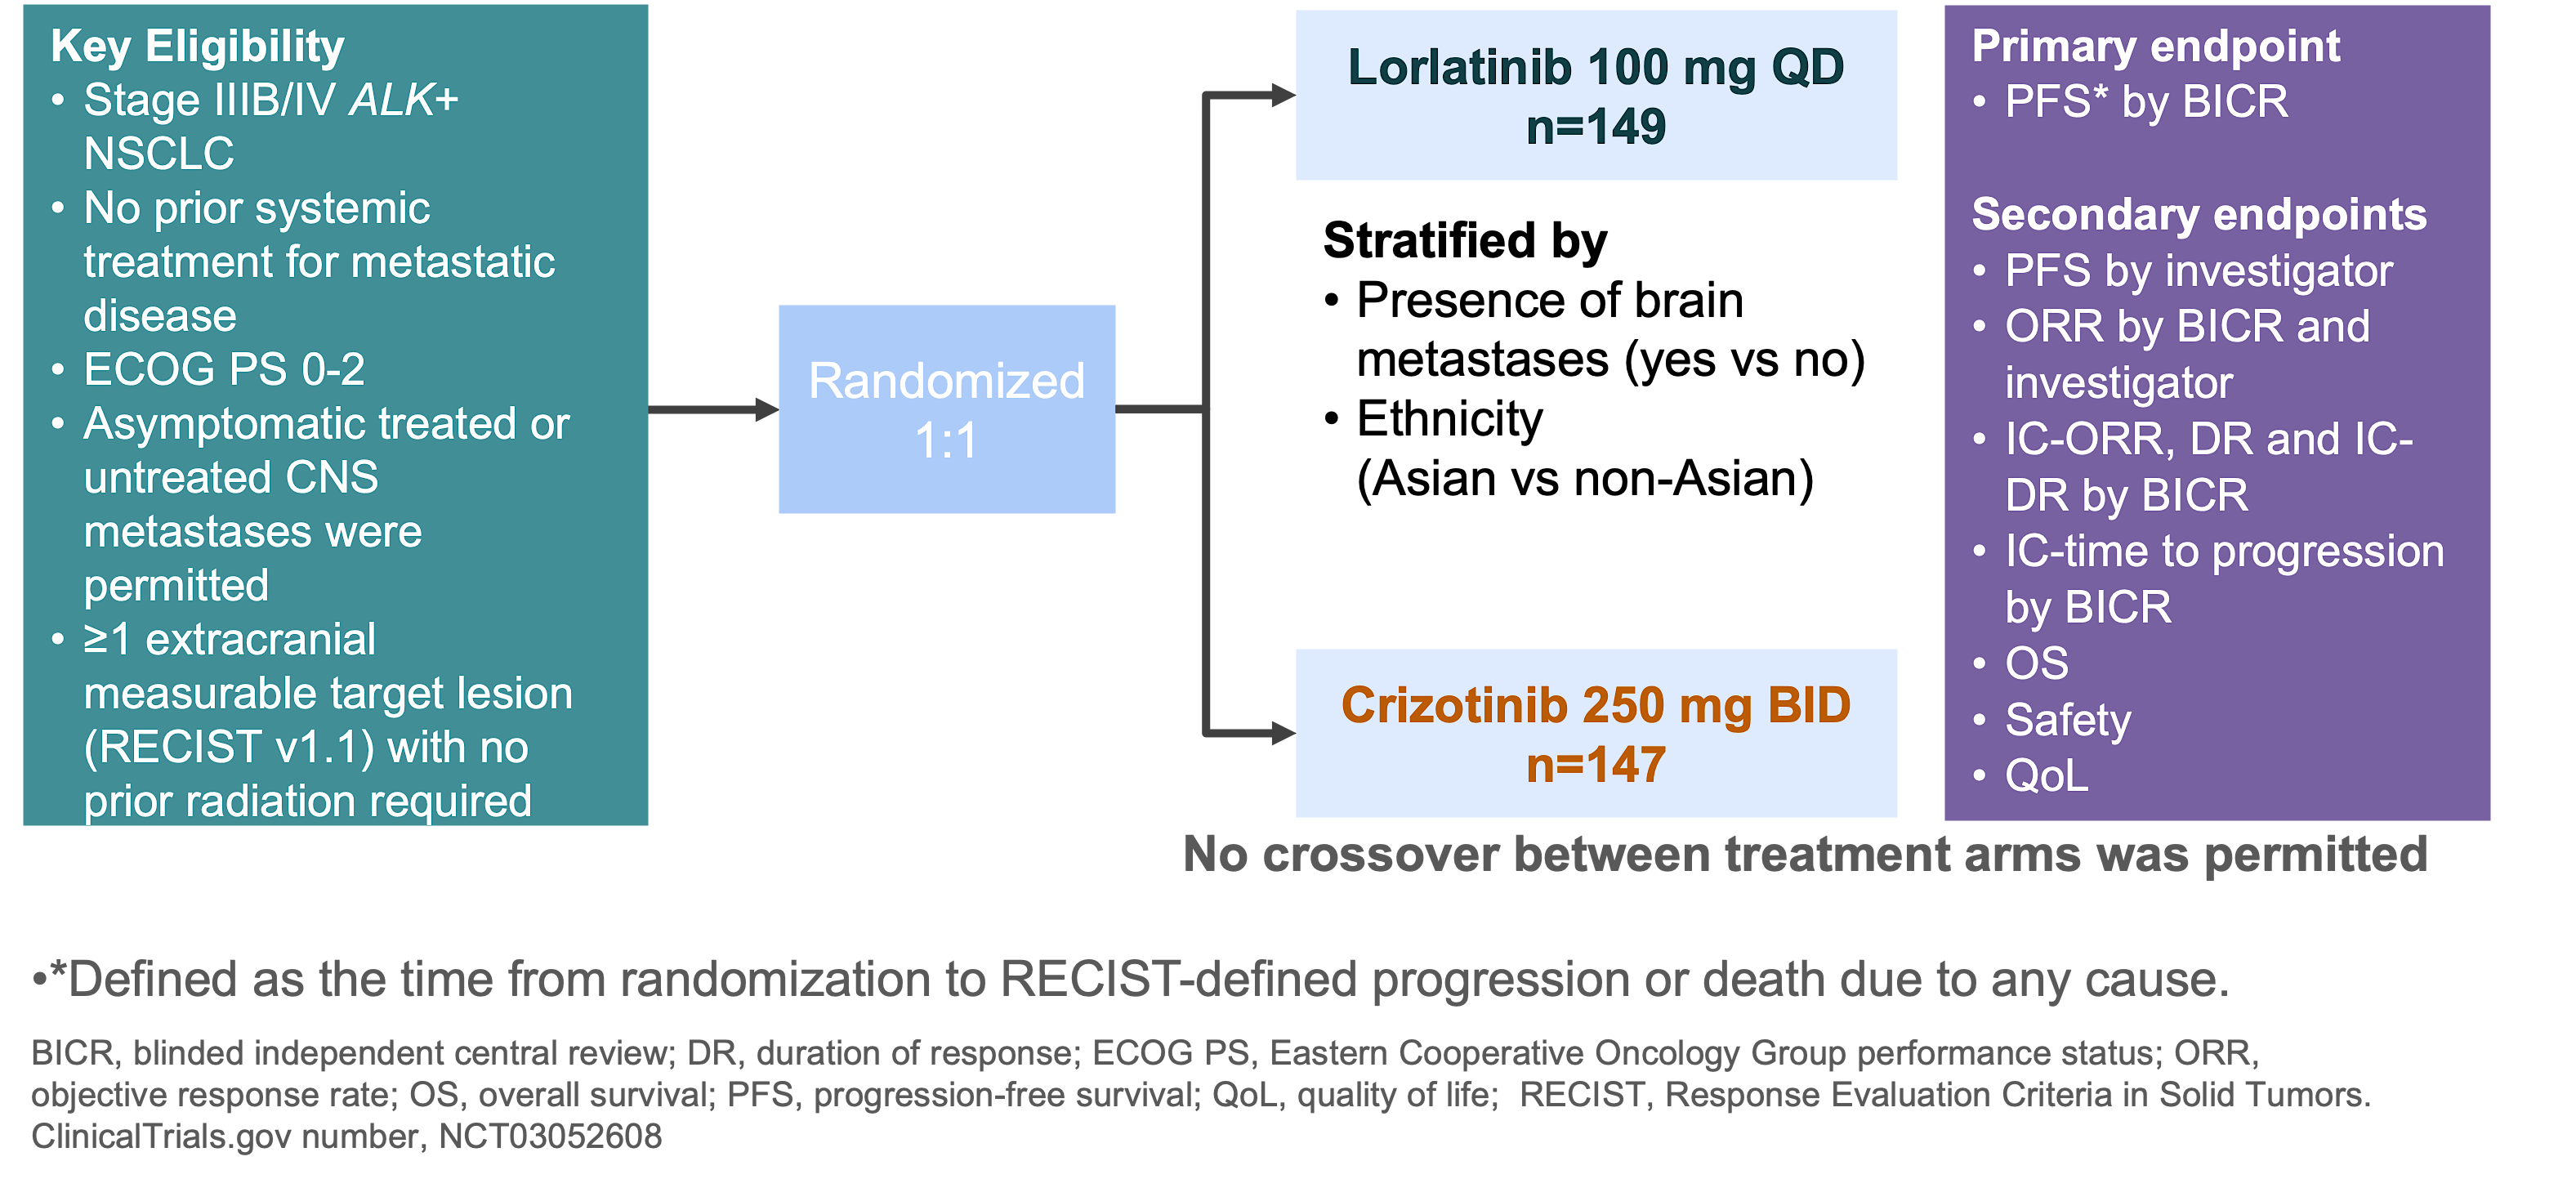 Key Eligibility
• Stage IIIB/IV ALK+
NSCLC
• No prior systemic
treatment for metastatic
disease
• ECOG PS 0-2
• Asymptomatic treated or
untreated CNS
metastases were
permitted
• ≥1 extracranial
measurable target lesion
(RECIST v1.1) with no
prior radiation required
Randomized
1:1
Lorlatinib 100 mg QD
n=149
Stratified by
• Presence of brain
metastases (yes vs no)
• Ethnicity
(Asian vs non-Asian)
Crizotinib 250 mg BID
n=147
Primary endpoint
• PFS* by BICR
Secondary endpoints
• PFS by investigator
• ORR by BICR and
investigator
• IC-ORR, DR and IC-
DR by BICR
• IC-time to progression
by BICR
• OS
• Safety
• QoL
No crossover between treatment arms was permitted
•*Defined as the time from randomization to RECIST-defined progression or death due to any cause.
BICR, blinded independent central review; DR, duration of response; ECOG PS, Eastern Cooperative Oncology Group performance status; ORR,
objective response rate; OS, overall survival; PFS, progression-free survival; QoL, quality of life;  RECIST, Response Evaluation Criteria in Solid Tumors.
ClinicalTrials.gov number, NCT03052608